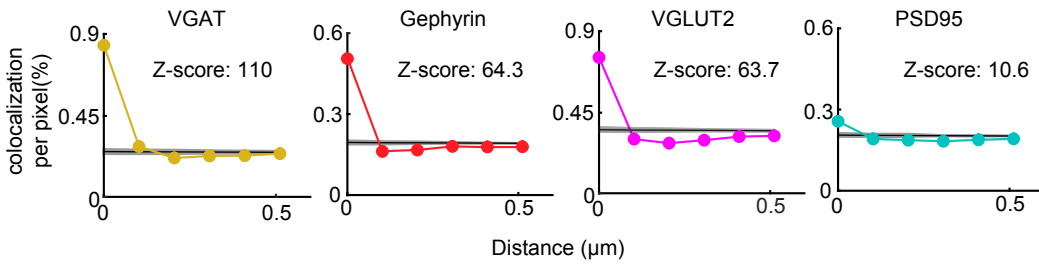 VGAT
Gephyrin
VGLUT2
PSD95
colocalization
per pixel(%)
0.9
0.45
0
Z-score: 110
0
0.5
0.6
0.3
0
Z-score: 64.3
0
0.5
0.9
0.45
0
Z-score: 63.7
0
0.5
0.6
0.3
0
Z-score: 10.6
0
0.5
Distance (μm)